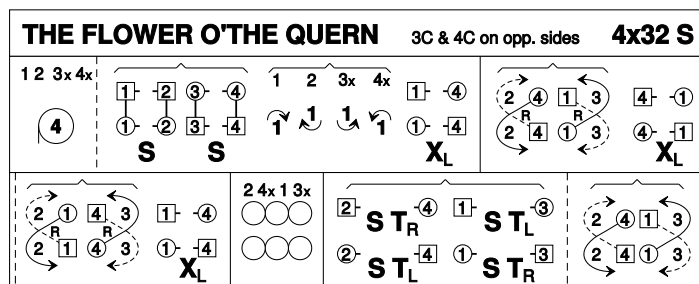 THE FLOWER O'THE QUERN 3C & 4C on opp. sides 4x32 S
1 2 3x 4x
4
1 2 3 4
1 2 3 4
S S
1 2 3x 4x
1 1 1 1
1 4
1 4
XL
2 4 1 3
R R
2 4 1 3
4 1
4 1
XL
2 1 4 3
R R
2 1 4 3
1 4
1 4
XL
2 4x 1 3x
2 S TR 4 1 S TL 3
2 S TL 4 1 S TR 3
2 4 1 3
2 4 1 3